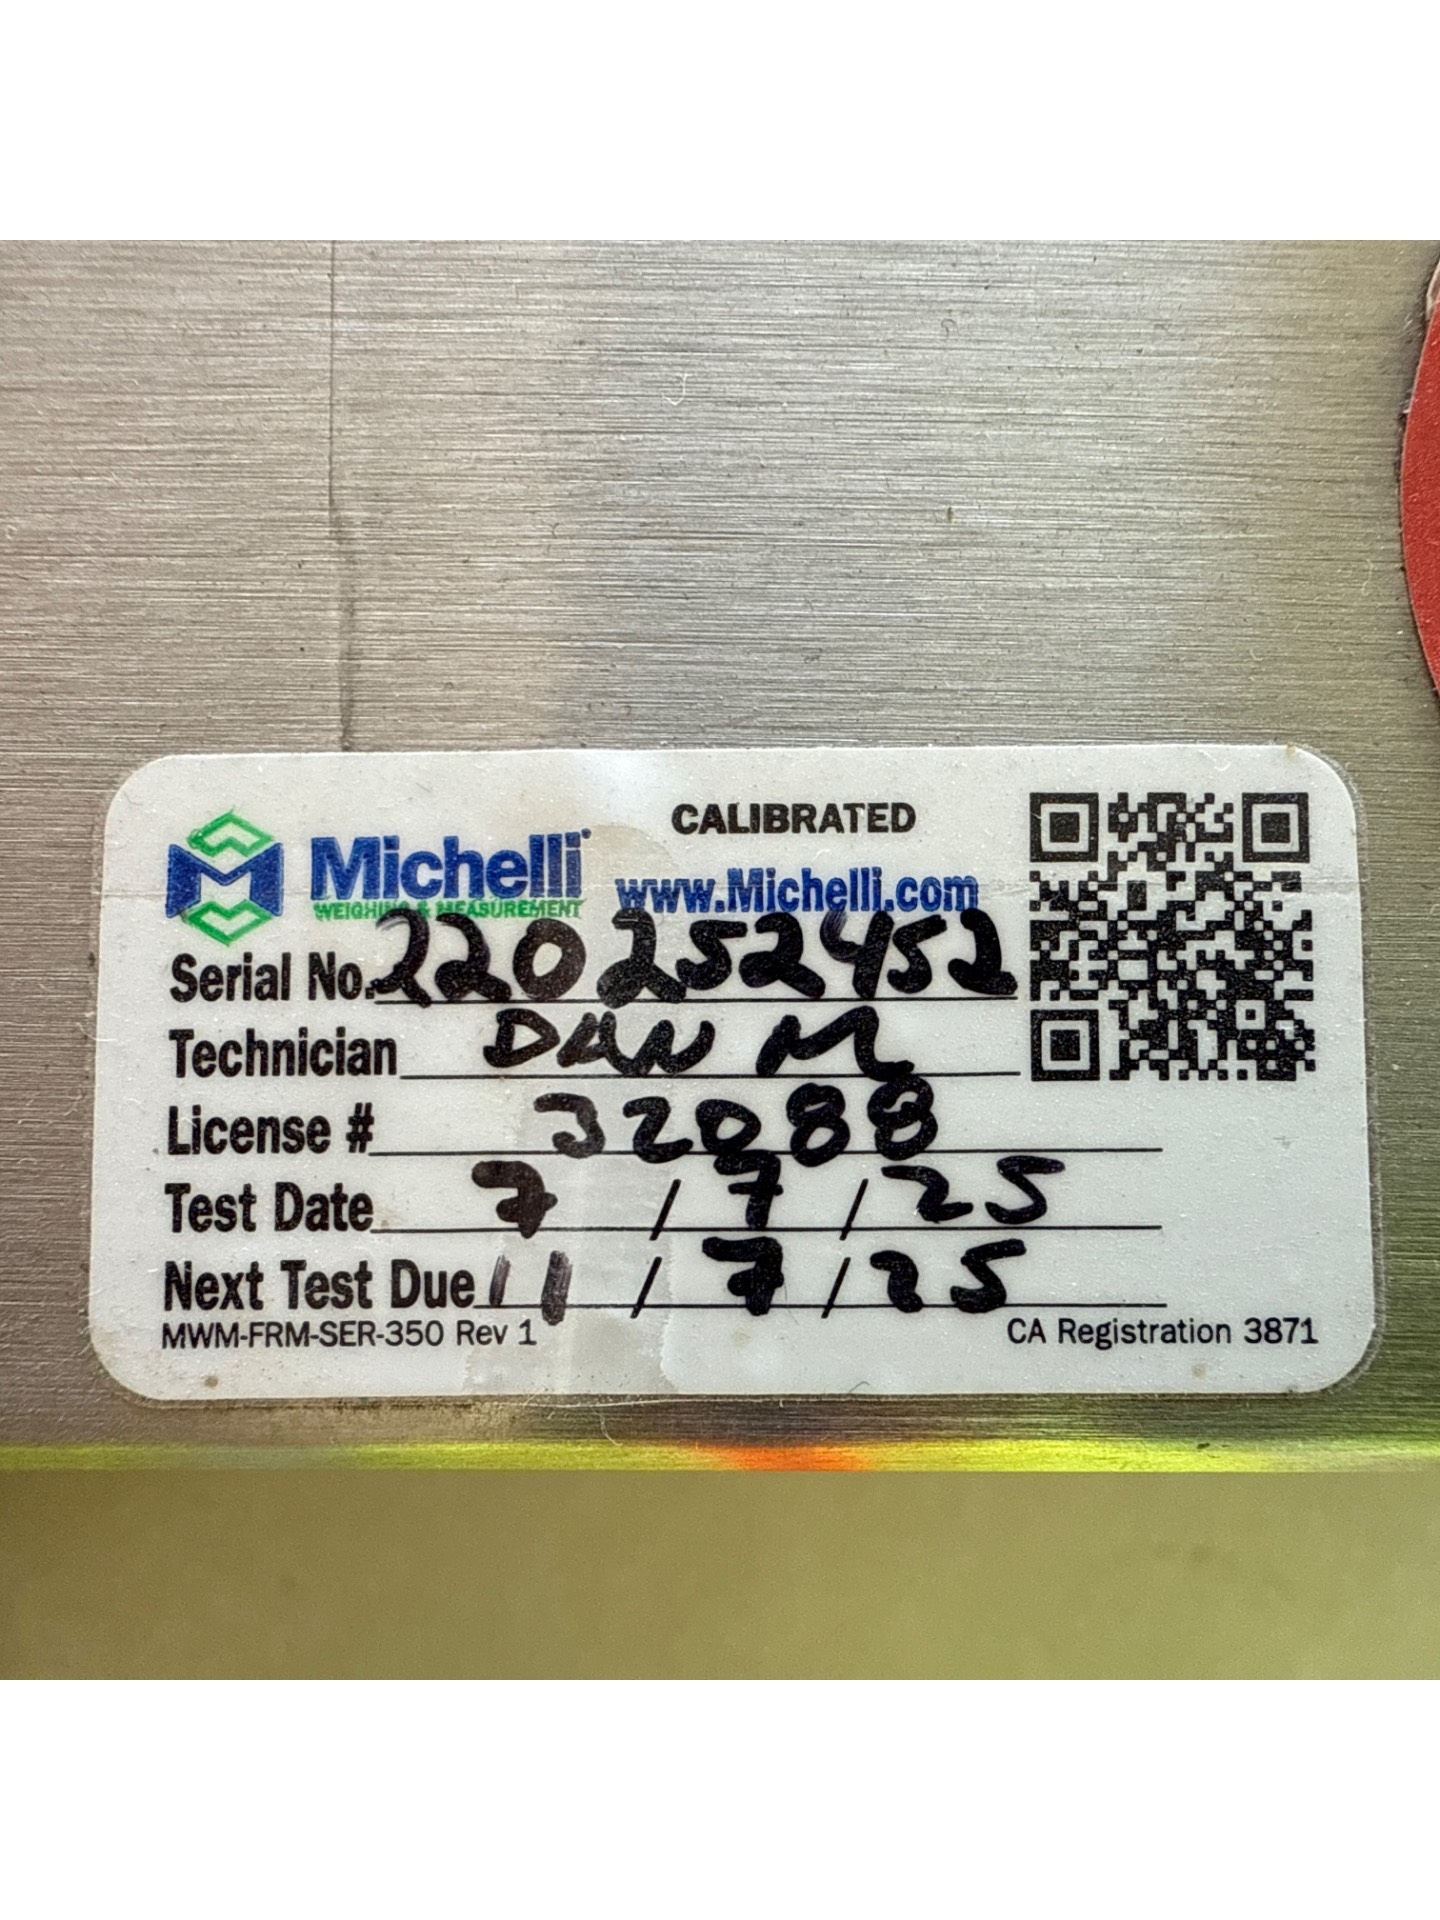 Michelli
WEIGHING & MEASUREMENT
CALIBRATED
www.Michelli.com
Serial No. 220252452
Technician DAN M
License # 32088
Test Date 7 / 7 / 25
Next Test Due 11 / 7 / 25
MWM-FRM-SER-350 Rev 1
CA Registration 3871